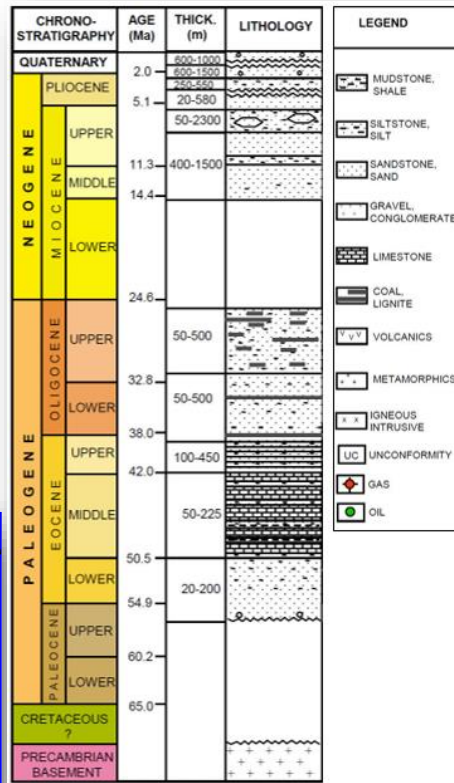 CHRONO-
STRATIGRAPHY
AGE
(Ma)
THICK.
(m)
LITHOLOGY
QUATERNARY
NEOGENE
PLIOCENE
MIOCENE
UPPER
MIDDLE
LOWER
PALEOGENE
OLIGOCENE
UPPER
LOWER
EOCENE
UPPER
MIDDLE
LOWER
PALEOCENE
UPPER
LOWER
CRETACEOUS
?
PRECAMBRIAN
BASEMENT
2.0
5.1
11.3
14.4
24.6
32.8
38.0
42.0
50.5
54.9
60.2
65.0
600-1000
600-1500
250-550
20-580
50-2300
400-1500
50-500
50-500
100-450
50-225
20-200
LEGEND
MUDSTONE,
SHALE
SILTSTONE,
SILT
SANDSTONE,
SAND
GRAVEL,
CONGLOMERATE
LIMESTONE
COAL,
LIGNITE
V V V
VOLCANICS
METAMORPHICS
x x
IGNEOUS
INTRUSIVE
UC
UNCONFORMITY
GAS
OIL